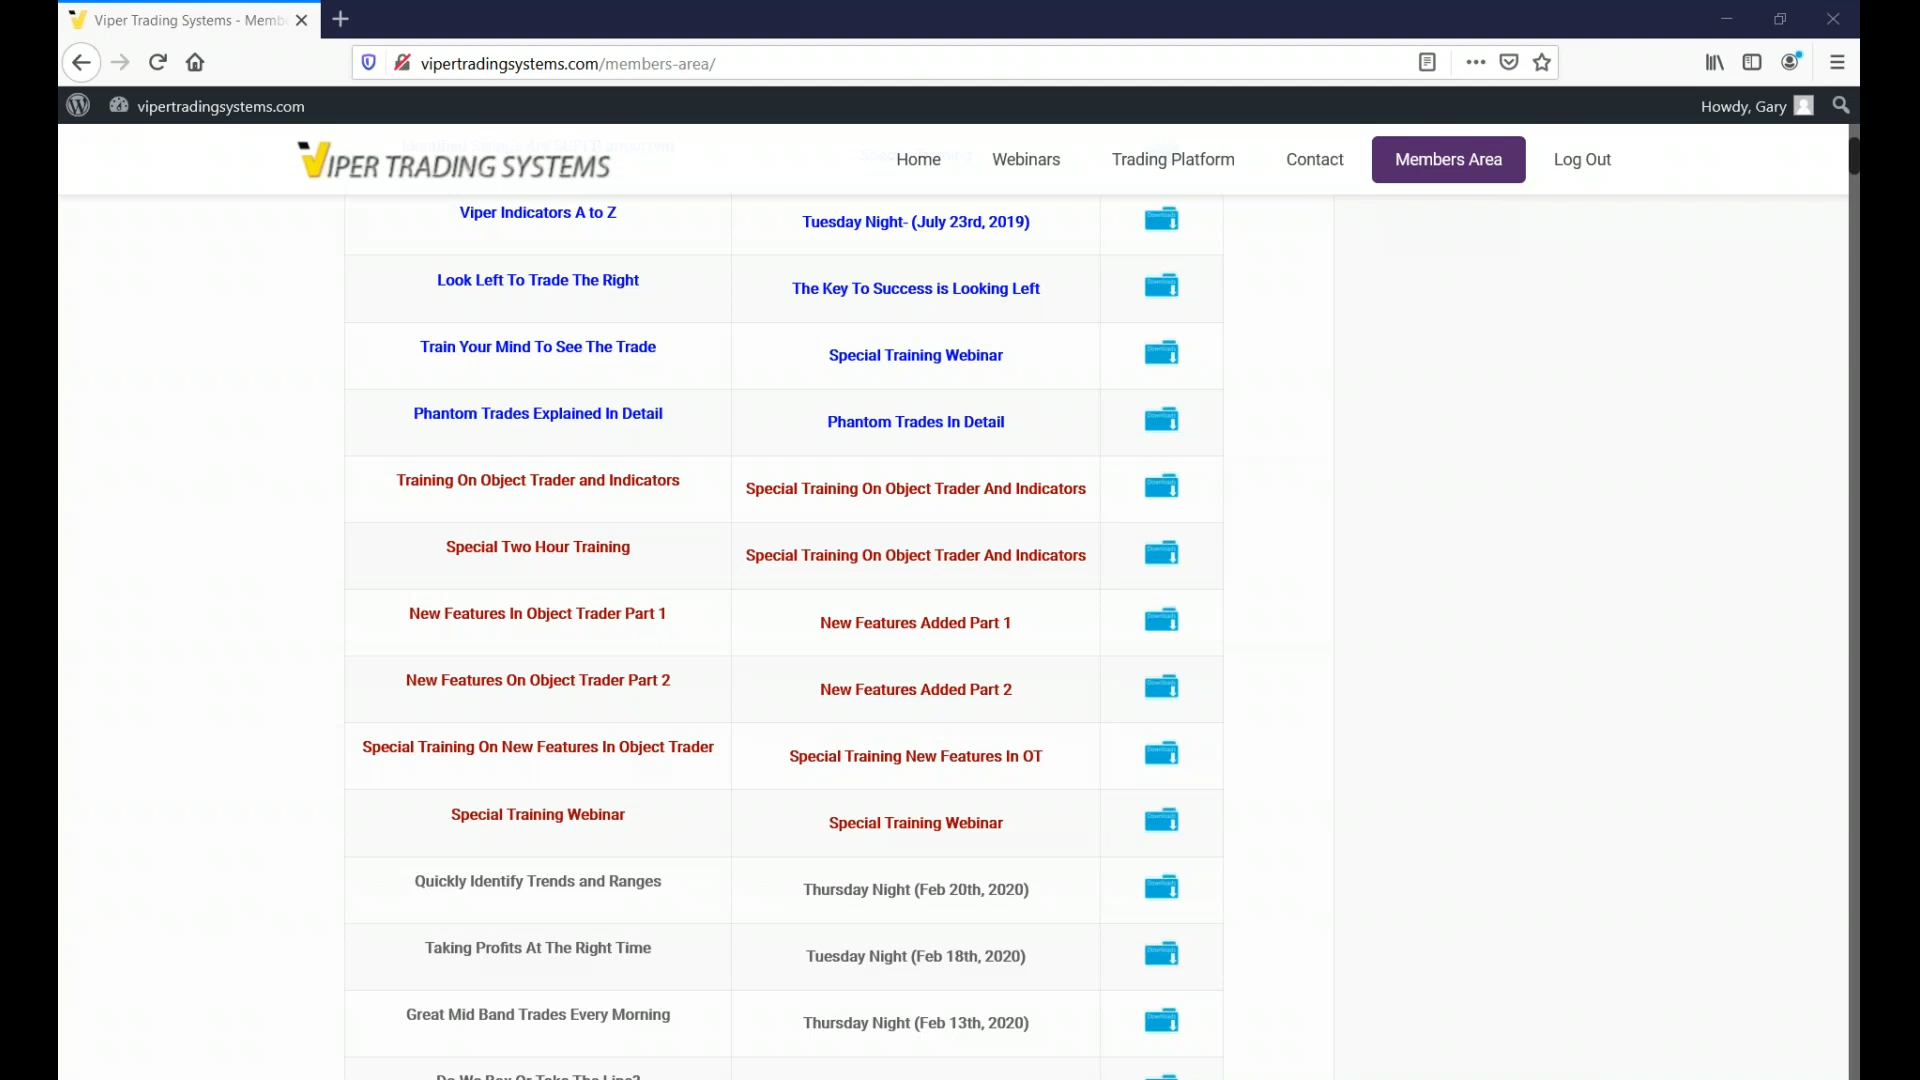 Viper Trading Systems - Memb
vipertradingsystems.com/members-area/
vipertradingsystems.com
Howdy, Gary
VIPER TRADING SYSTEMS
Home
Webinars
Trading Platform
Contact
Members Area
Log Out
Viper Indicators A to Z
Tuesday Night- (July 23rd, 2019)
Look Left To Trade The Right
The Key To Success is Looking Left
Train Your Mind To See The Trade
Special Training Webinar
Phantom Trades Explained In Detail
Phantom Trades In Detail
Training On Object Trader and Indicators
Special Training On Object Trader And Indicators
Special Two Hour Training
Special Training On Object Trader And Indicators
New Features In Object Trader Part 1
New Features Added Part 1
New Features On Object Trader Part 2
New Features Added Part 2
Special Training On New Features In Object Trader
Special Training New Features In OT
Special Training Webinar
Special Training Webinar
Quickly Identify Trends and Ranges
Thursday Night (Feb 20th, 2020)
Taking Profits At The Right Time
Tuesday Night (Feb 18th, 2020)
Great Mid Band Trades Every Morning
Thursday Night (Feb 13th, 2020)